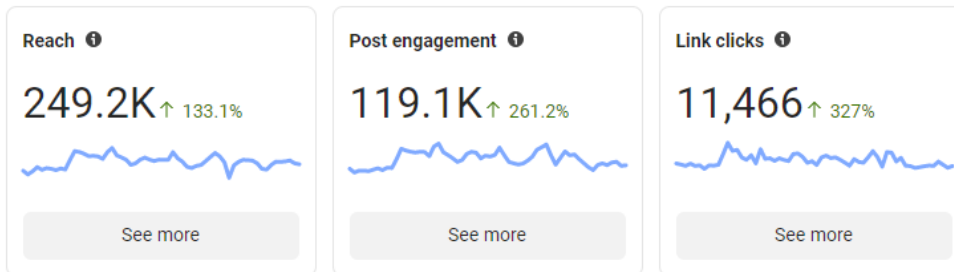 Reach
249.2K↑ 133.1%
See more
Post engagement
119.1K↑ 261.2%
See more
Link clicks
11,466↑ 327%
See more